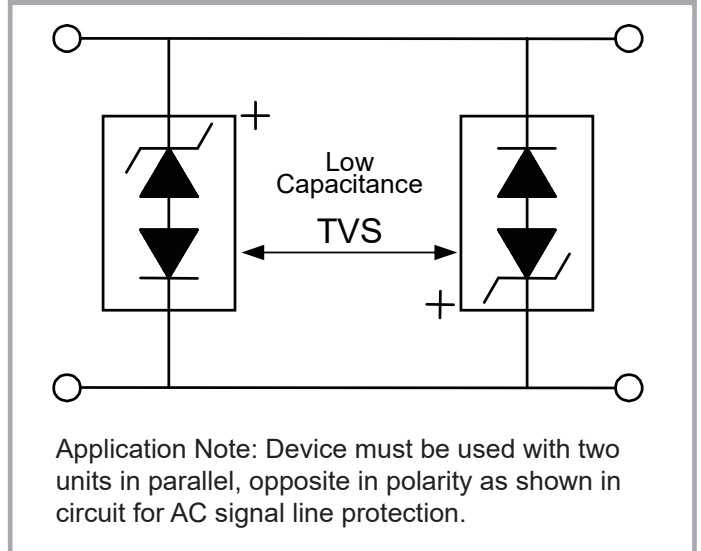 +
Low
Capacitance
TVS
+
Application Note: Device must be used with two
units in parallel, opposite in polarity as shown in
circuit for AC signal line protection.